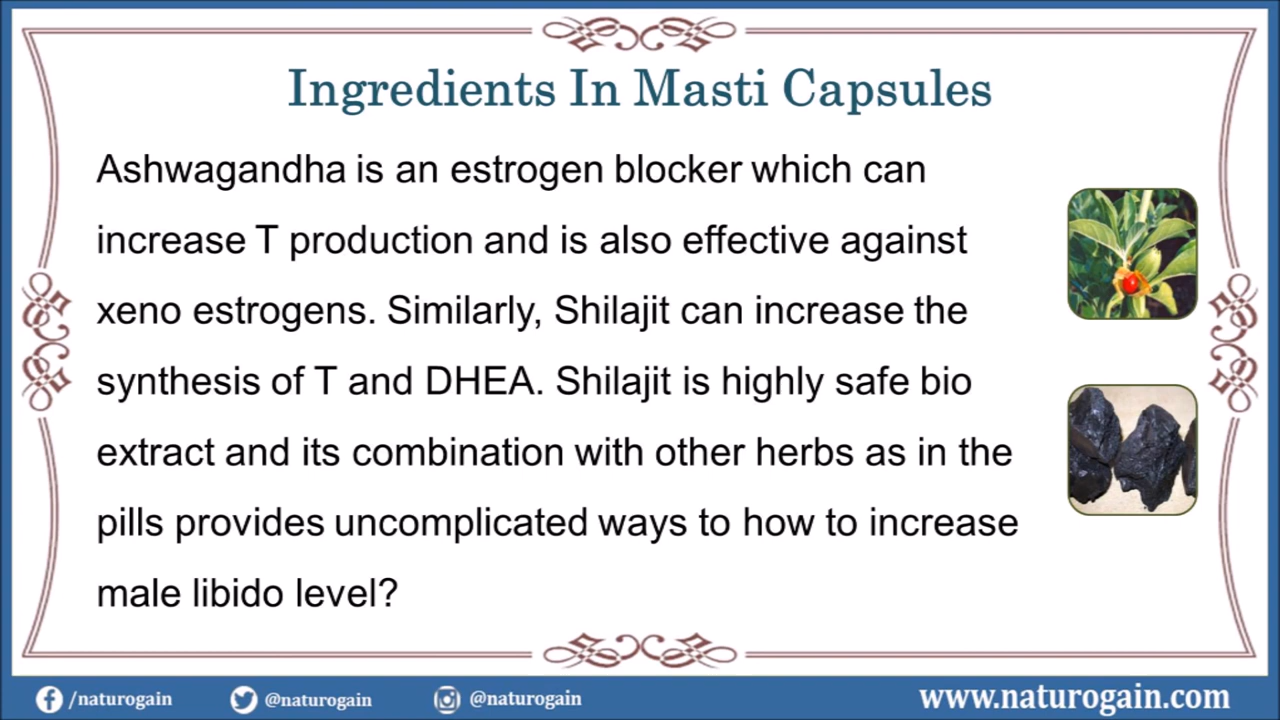 Ingredients In Masti Capsules
Ashwagandha is an estrogen blocker which can
increase T production and is also effective against
xeno estrogens. Similarly, Shilajit can increase the
synthesis of T and DHEA. Shilajit is highly safe bio
extract and its combination with other herbs as in the
pills provides uncomplicated ways to how to increase
male libido level?
/naturogain @naturogain @naturogain www.naturogain.com